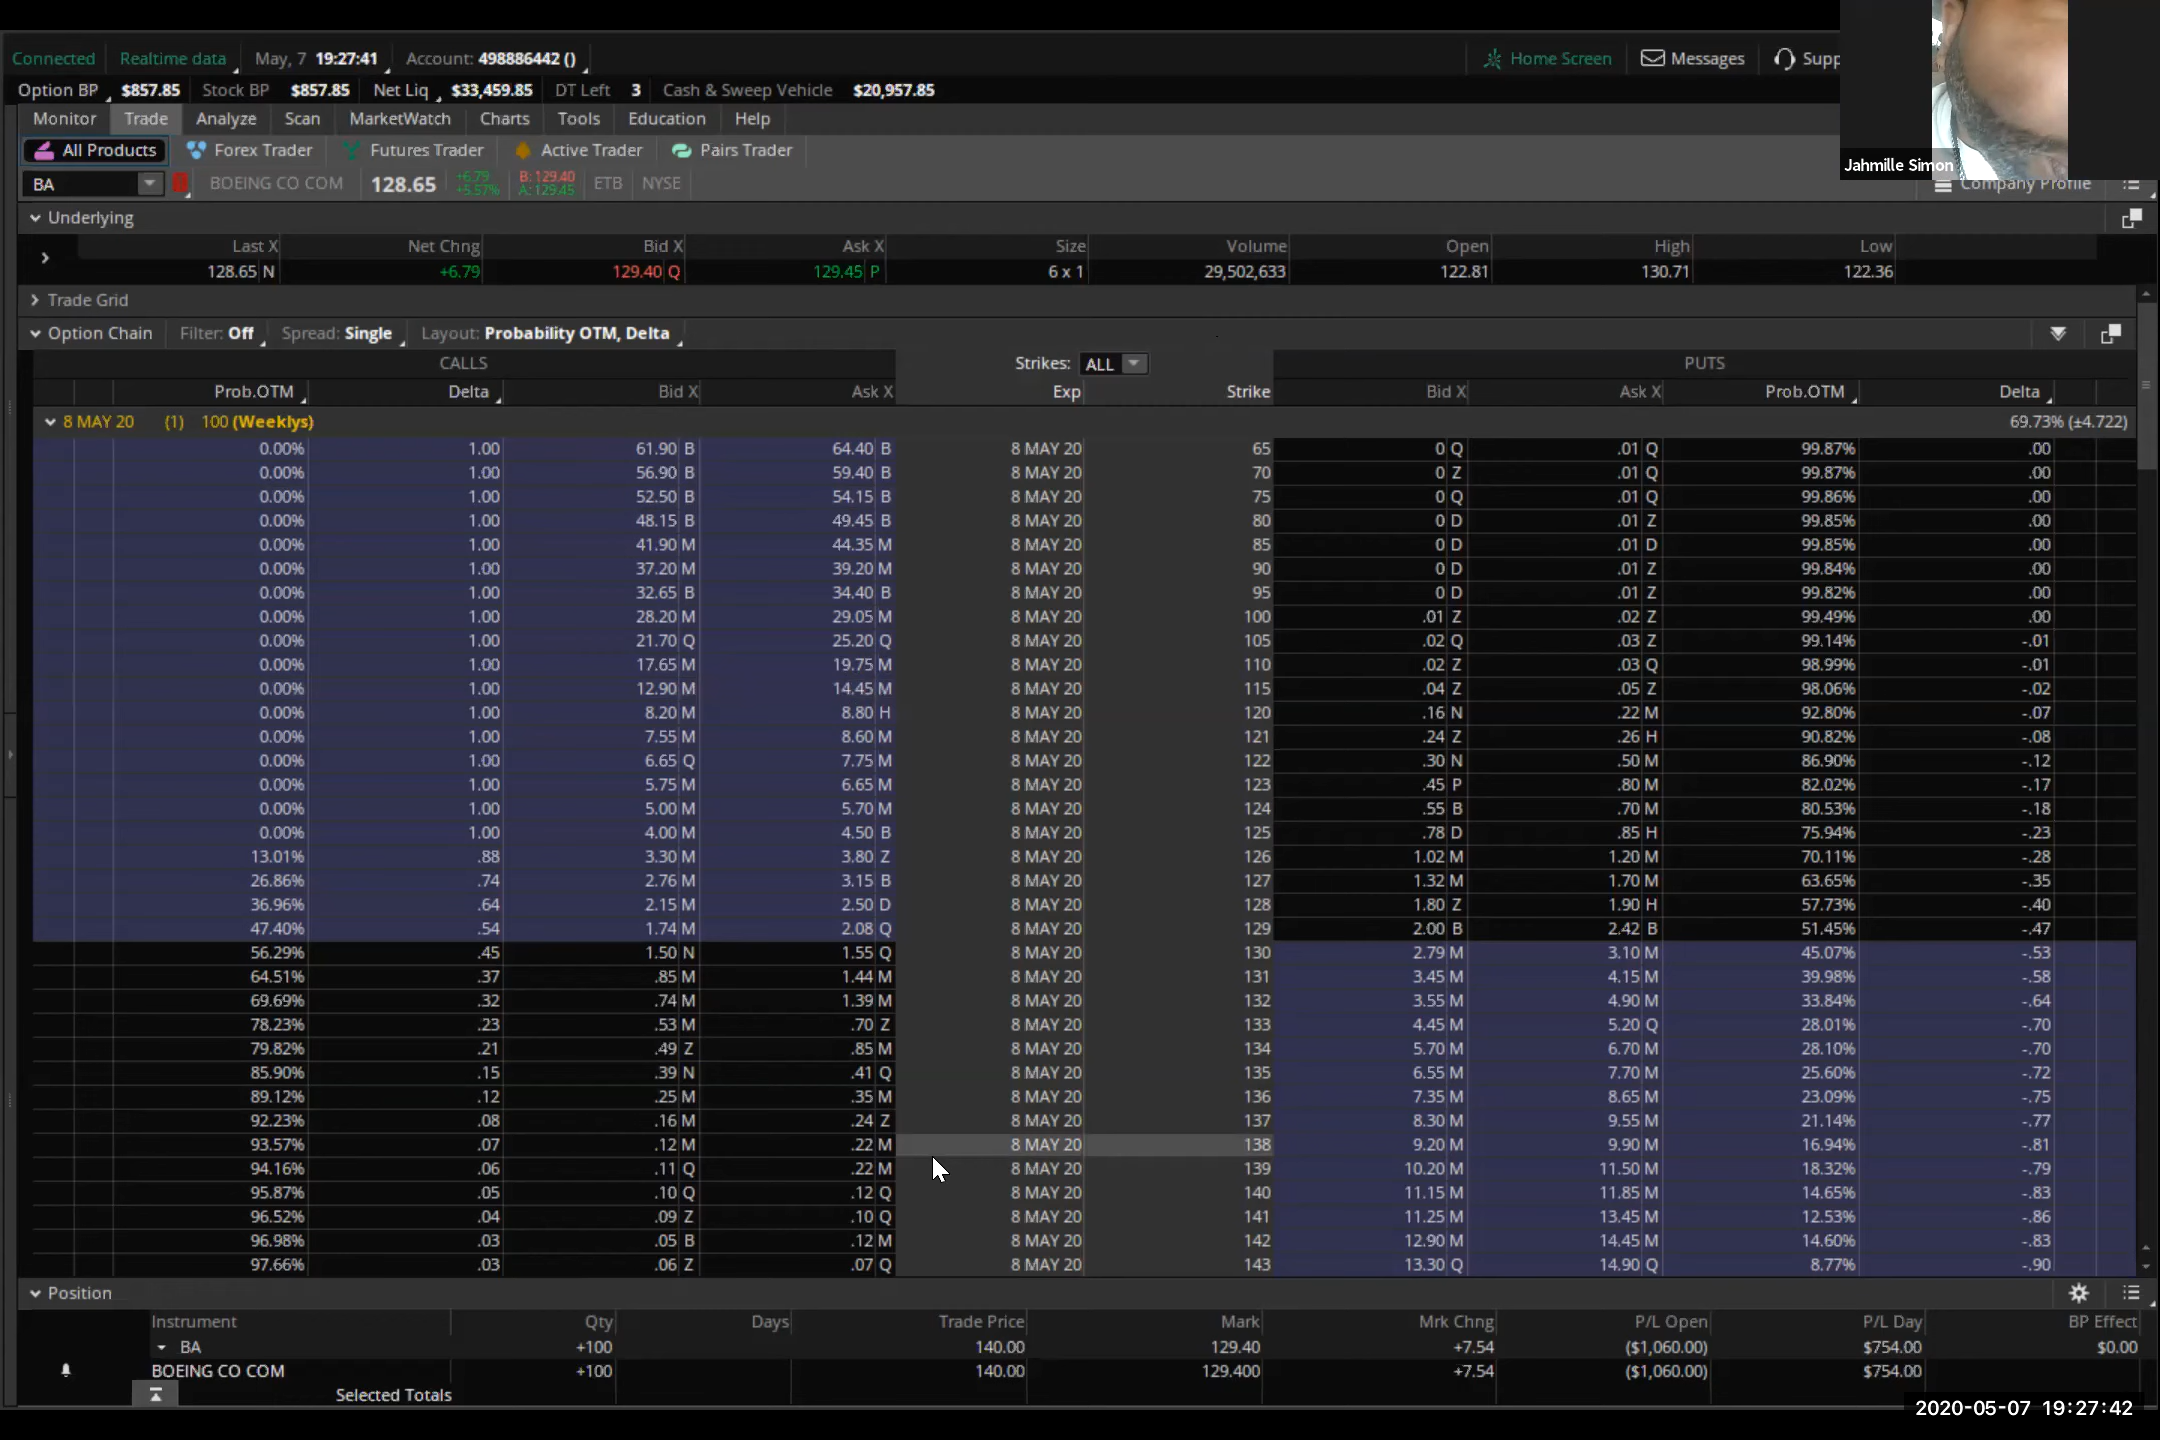 Connected Realtime data May, 7 19:27:41 Account: 498886442 () Home Screen Messages Supp
Option BP $857.85 Stock BP $857.85 Net Liq $33,459.85 DT Left 3 Cash & Sweep Vehicle $20,957.85
Monitor Trade Analyze Scan MarketWatch Charts Tools Education Help
All Products Forex Trader Futures Trader Active Trader Pairs Trader
Jahmille Simon
BA BOEING CO COM 128.65 +6.79 +5.57% B: 129.40 A: 129.45 ETB NYSE Company Profile
Underlying
Last X Net Chng Bid X Ask X Size Volume Open High Low
128.65 N +6.79 129.40 Q 129.45 P 6 x 1 29,502,633 122.81 130.71 122.36
Trade Grid
Option Chain Filter: Off Spread: Single Layout: Probability OTM, Delta
CALLS Strikes: ALL PUTS
Prob.OTM Delta Bid X Ask X Exp Strike Bid X Ask X Prob.OTM Delta
8 MAY 20 (1) 100 (Weeklys) 69.73% (±4.722)
0.00% 1.00 61.90 B 64.40 B 8 MAY 20 65 0 Q .01 Q 99.87% .00
0.00% 1.00 56.90 B 59.40 B 8 MAY 20 70 0 Z .01 Q 99.87% .00
0.00% 1.00 52.50 B 54.15 B 8 MAY 20 75 0 Q .01 Q 99.86% .00
0.00% 1.00 48.15 B 49.45 B 8 MAY 20 80 0 D .01 Z 99.85% .00
0.00% 1.00 41.90 M 44.35 M 8 MAY 20 85 0 D .01 D 99.85% .00
0.00% 1.00 37.20 M 39.20 M 8 MAY 20 90 0 D .01 Z 99.84% .00
0.00% 1.00 32.65 B 34.40 B 8 MAY 20 95 0 D .01 Z 99.82% .00
0.00% 1.00 28.20 M 29.05 M 8 MAY 20 100 .01 Z .02 Z 99.49% .00
0.00% 1.00 21.70 Q 25.20 Q 8 MAY 20 105 .02 Q .03 Z 99.14% -.01
0.00% 1.00 17.65 M 19.75 M 8 MAY 20 110 .02 Z .03 Q 98.99% -.01
0.00% 1.00 12.90 M 14.45 M 8 MAY 20 115 .04 Z .05 Z 98.06% -.02
0.00% 1.00 8.20 M 8.80 H 8 MAY 20 120 .16 N .22 M 92.80% -.07
0.00% 1.00 7.55 M 8.60 M 8 MAY 20 121 .24 Z .26 H 90.82% -.08
0.00% 1.00 6.65 Q 7.75 M 8 MAY 20 122 .30 N .50 M 86.90% -.12
0.00% 1.00 5.75 M 6.65 M 8 MAY 20 123 .45 P .80 M 82.02% -.17
0.00% 1.00 5.00 M 5.70 M 8 MAY 20 124 .55 B .70 M 80.53% -.18
0.00% 1.00 4.00 M 4.50 B 8 MAY 20 125 .78 D .85 H 75.94% -.23
13.01% .88 3.30 M 3.80 Z 8 MAY 20 126 1.02 M 1.20 M 70.11% -.28
26.86% .74 2.76 M 3.15 B 8 MAY 20 127 1.32 M 1.70 M 63.65% -.35
36.96% .64 2.15 M 2.50 D 8 MAY 20 128 1.80 Z 1.90 H 57.73% -.40
47.40% .54 1.74 M 2.08 Q 8 MAY 20 129 2.00 B 2.42 B 51.45% -.47
56.29% .45 1.50 N 1.55 Q 8 MAY 20 130 2.79 M 3.10 M 45.07% -.53
64.51% .37 .85 M 1.44 M 8 MAY 20 131 3.45 M 4.15 M 39.98% -.58
69.69% .32 .74 M 1.39 M 8 MAY 20 132 3.55 M 4.90 M 33.84% -.64
78.23% .23 .53 M .70 Z 8 MAY 20 133 4.45 M 5.20 Q 28.01% -.70
79.82% .21 .49 Z .85 M 8 MAY 20 134 5.70 M 6.70 M 28.10% -.70
85.90% .15 .39 N .41 Q 8 MAY 20 135 6.55 M 7.70 M 25.60% -.72
89.12% .12 .25 M .35 M 8 MAY 20 136 7.35 M 8.65 M 23.09% -.75
92.23% .08 .16 M .24 Z 8 MAY 20 137 8.30 M 9.55 M 21.14% -.77
93.57% .07 .12 M .22 M 8 MAY 20 138 9.20 M 9.90 M 16.94% -.81
94.16% .06 .11 Q .22 M 8 MAY 20 139 10.20 M 11.50 M 18.32% -.79
95.87% .05 .10 Q .12 Q 8 MAY 20 140 11.15 M 11.85 M 14.65% -.83
96.52% .04 .09 Z .10 Q 8 MAY 20 141 11.25 M 13.45 M 12.53% -.86
96.98% .03 .05 B .12 M 8 MAY 20 142 12.90 M 14.45 M 14.60% -.83
97.66% .03 .06 Z .07 Q 8 MAY 20 143 13.30 Q 14.90 Q 8.77% -.90
Position
Instrument Qty Days Trade Price Mark Mrk Chng P/L Open P/L Day BP Effect
BA +100 140.00 129.40 +7.54 ($1,060.00) $754.00 $0.00
BOEING CO COM +100 140.00 129.400 +7.54 ($1,060.00) $754.00
Selected Totals
2020-05-07 19:27:42